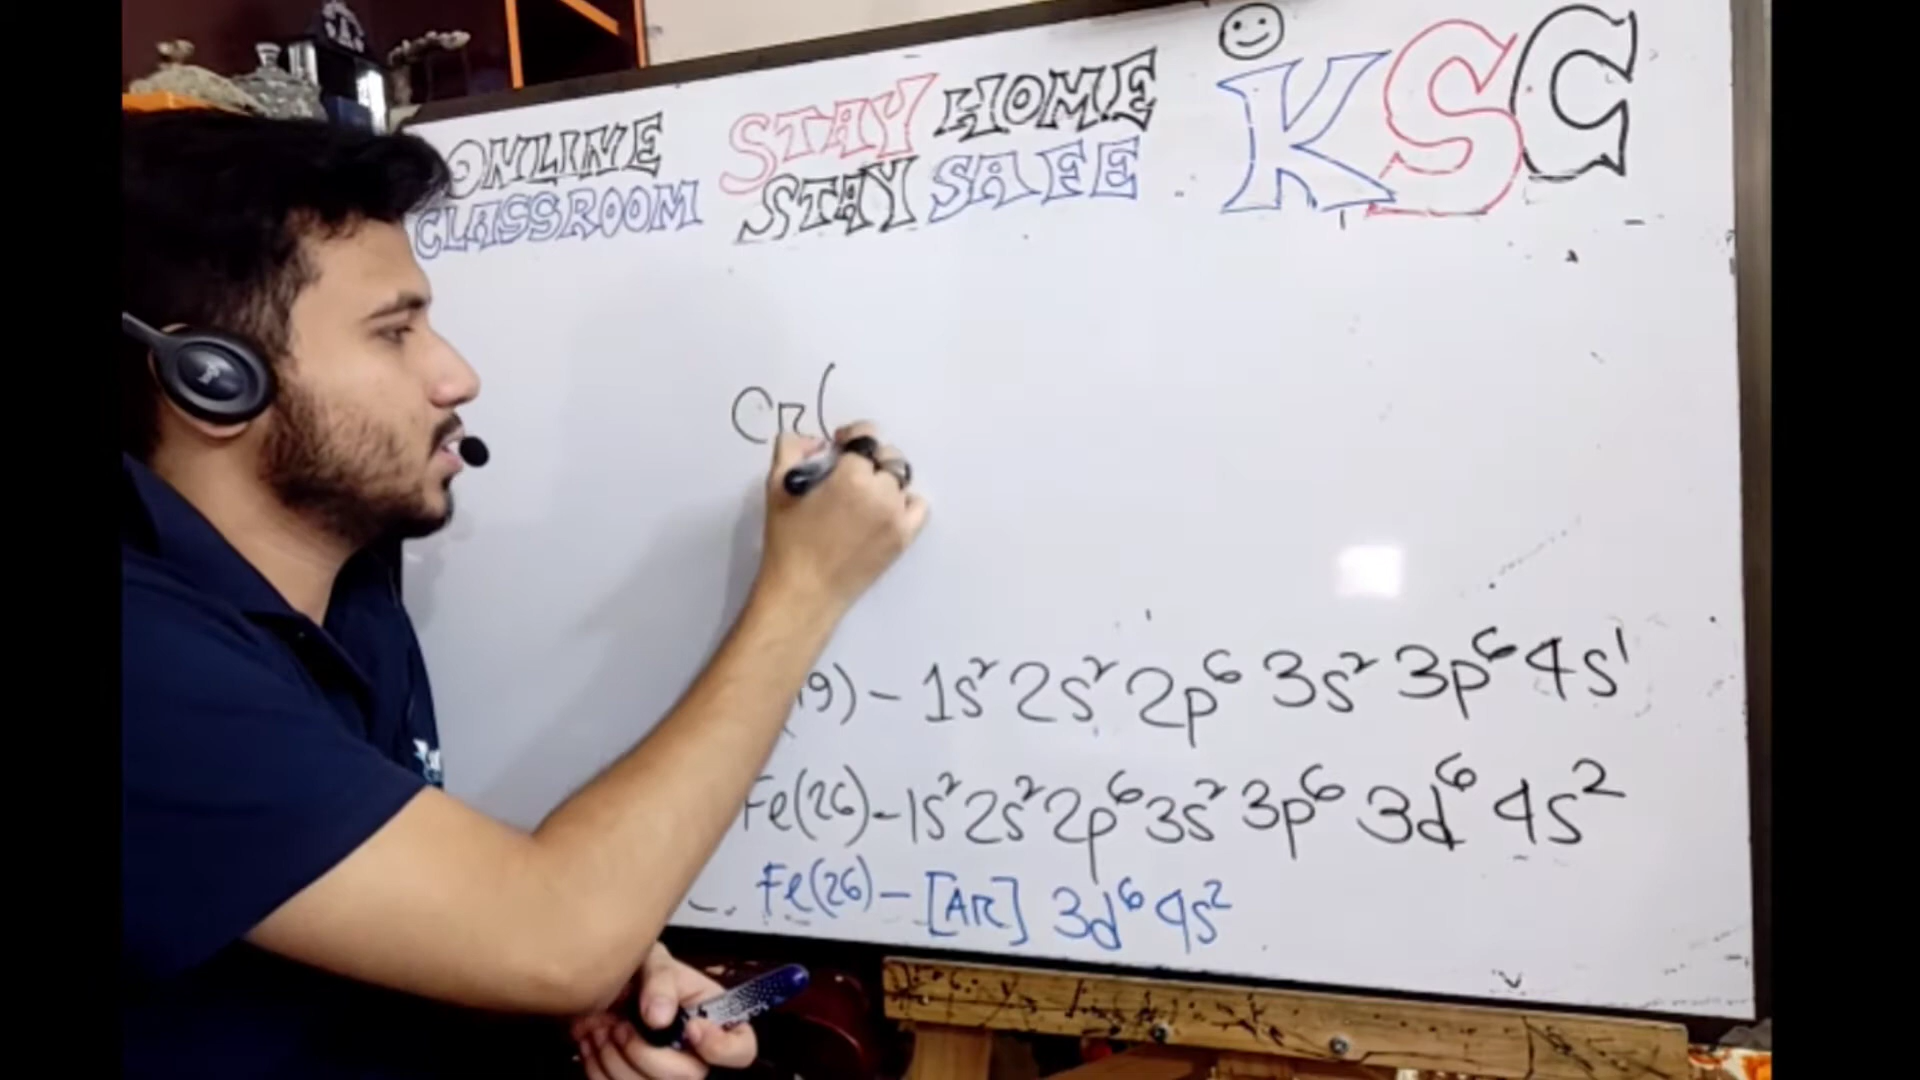 ONLINE CLASSROOM
STAY HOME STAY SAFE
KSC
Cr(
19) - 1s² 2s² 2p⁶ 3s² 3p⁶ 4s¹
Fe(26) - 1s² 2s² 2p⁶ 3s² 3p⁶ 3d⁶ 4s²
Fe(26) - [Ar] 3d⁶ 4s²